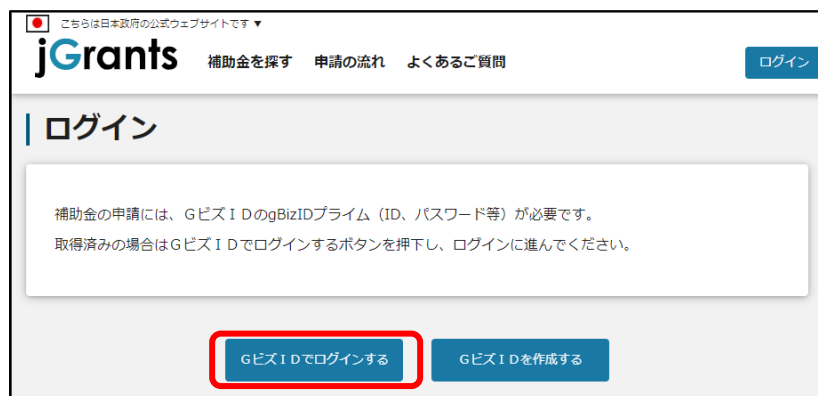 こちらは日本政府の公式ウェブサイトです ▼
jGrants 補助金を探す 申請の流れ よくあるご質問 ログイン
ログイン
補助金の申請には、GビズIDのgBizIDプライム（ID、パスワード等）が必要です。
取得済みの場合はGビズIDでログインするボタンを押下し、ログインに進んでください。
GビズIDでログインする GビズIDを作成する